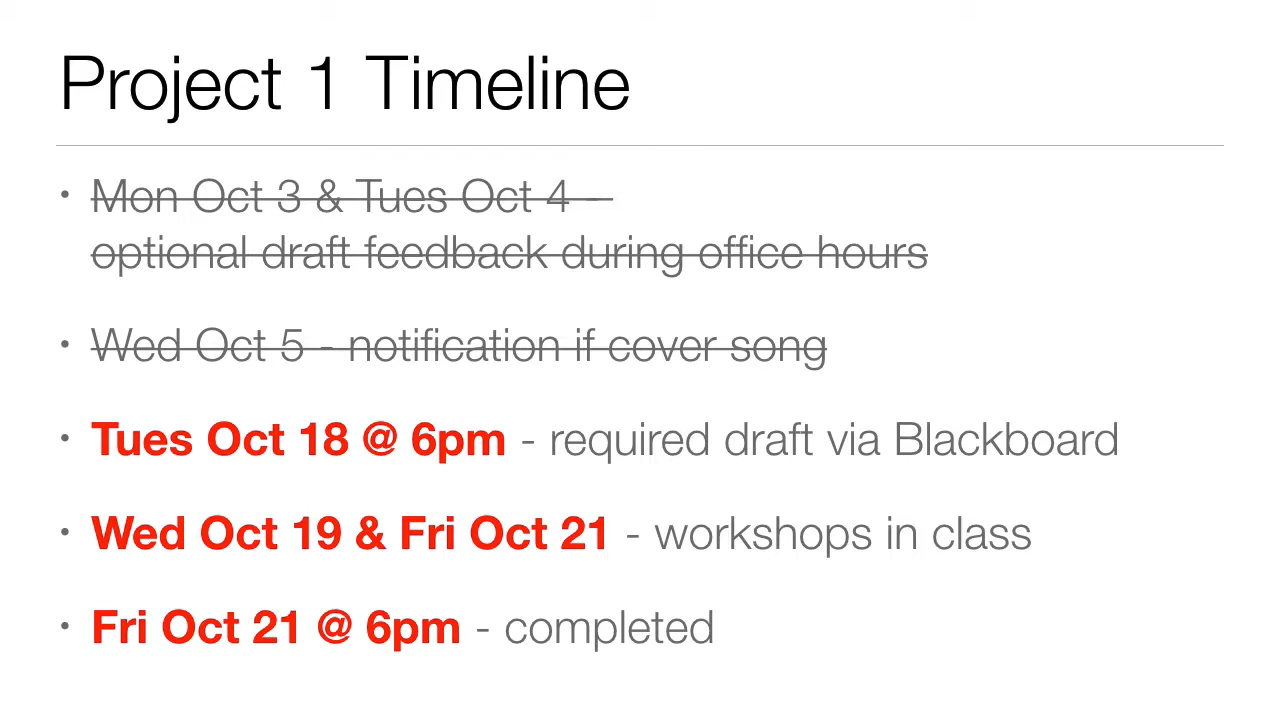 Project 1 Timeline
• Mon Oct 3 & Tues Oct 4 -
optional draft feedback during office hours
• Wed Oct 5 - notification if cover song
• Tues Oct 18 @ 6pm - required draft via Blackboard
• Wed Oct 19 & Fri Oct 21 - workshops in class
• Fri Oct 21 @ 6pm - completed